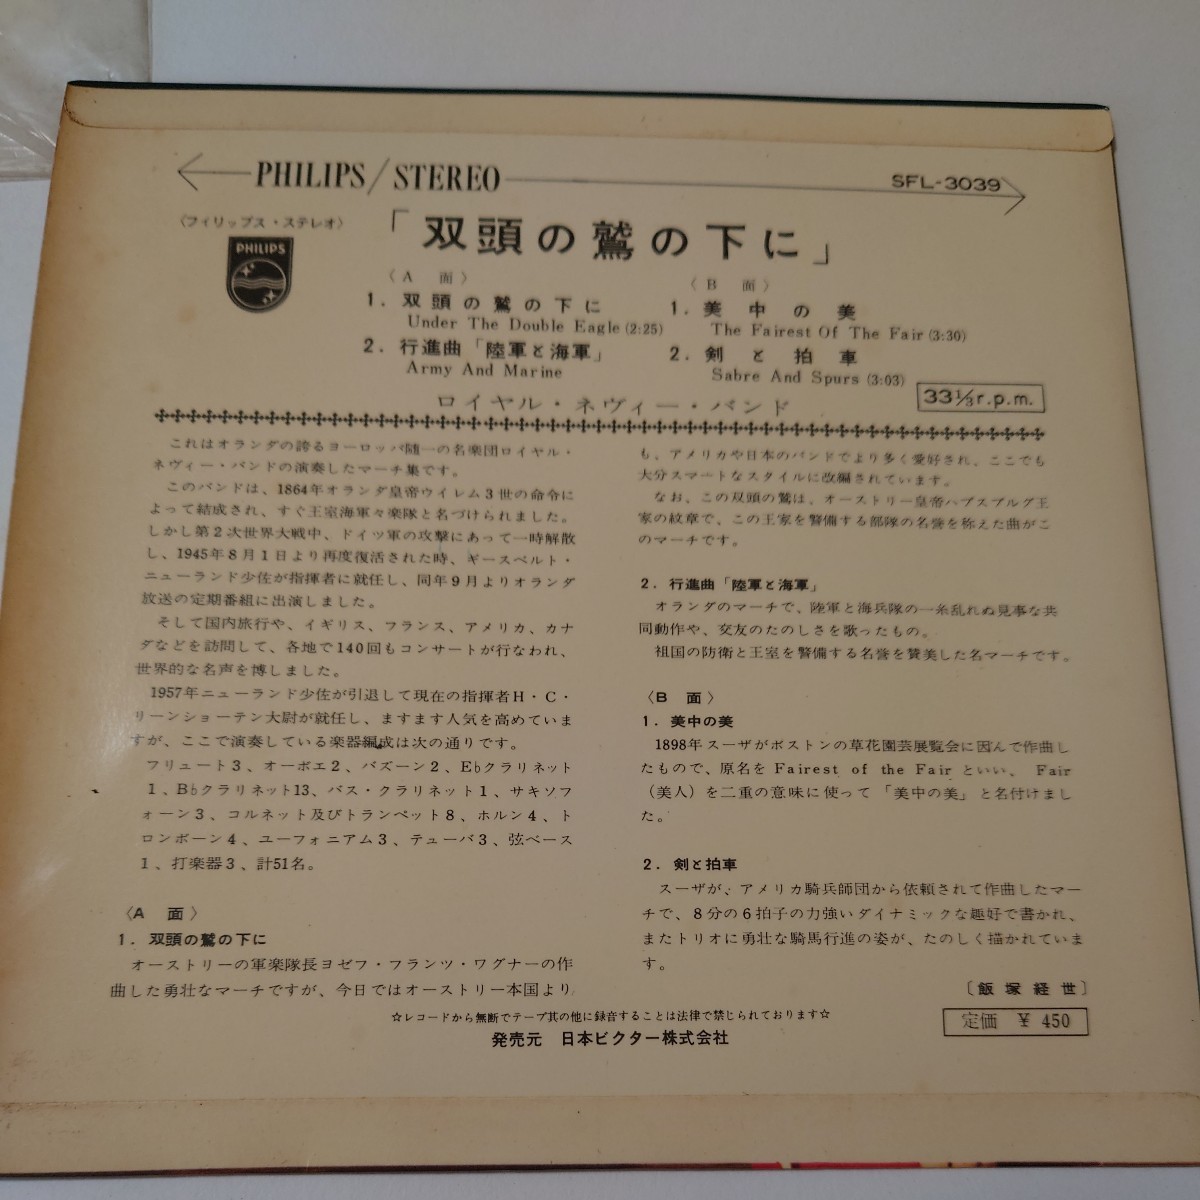 PHILIPS/STEREO
SFL-3039
〈フィリップス・ステレオ〉
PHILIPS
「双頭の鷲の下に」
〈A 面〉
1. 双頭の鷲の下に
Under The Double Eagle (2:25)
2. 行進曲「陸軍と海軍」
Army And Marine
〈B 面〉
1. 美中の美
The Fairest Of The Fair (3:30)
2. 剣と拍車
Sabre And Spurs (3:03)
33⅓r.p.m.
ロイヤル・ネヴィー・バンド
これはオランダの誇るヨーロッパ随一の名楽団ロイヤル・
ネヴィー・バンドの演奏したマーチ集です。
このバンドは、1864年オランダ皇帝ウイレム3世の命令に
よって結成され、すぐ王室海軍々楽隊と名づけられました。
しかし第2次世界大戦中、ドイツ軍の攻撃にあって一時解散
し、1945年8月1日より再度復活された時、ギースベルト・
ニューランド少佐が指揮者に就任し、同年9月よりオランダ
放送の定期番組に出演しました。
そして国内旅行や、イギリス、フランス、アメリカ、カナ
ダなどを訪問して、各地で140回もコンサートが行なわれ、
世界的な名声を博しました。
1957年ニューランド少佐が引退して現在の指揮者H・C・
リーンショーテン大尉が就任し、ますます人気を高めていま
すが、ここで演奏している楽器編成は次の通りです。
フリュート3、オーボエ2、バズーン2、E♭クラリネット
1、B♭クラリネット13、バス・クラリネット1、サキソフ
ォーン3、コルネット及びトランペット8、ホルン4、ト
ロンボーン4、ユーフォニアム3、テューバ3、弦ベース
1、打楽器3、計51名。
〈A 面〉
1. 双頭の鷲の下に
オーストリーの軍楽隊長ヨゼフ・フランツ・ワグナーの作
曲した勇壮なマーチですが、今日ではオーストリー本国より
も、アメリカや日本のバンドでより多く愛好され、ここでも
大分スマートなスタイルに改編されています。
なお、この双頭の鷲は、オーストリー皇帝ハプスブルグ王
家の紋章で、この王家を警備する部隊の名誉を称えた曲がこ
のマーチです。
2. 行進曲「陸軍と海軍」
オランダのマーチで、陸軍と海兵隊の一糸乱れぬ見事な共
同動作や、交友のたのしさを歌ったもの。
祖国の防衛と王室を警備する名誉を賛美した名マーチです。
〈B 面〉
1. 美中の美
1898年スーザがボストンの草花園芸展覧会に因んで作曲し
たもので、原名をFairest of the Fairといい、 Fair
(美人)を二重の意味に使って「美中の美」と名付けまし
た。
2. 剣と拍車
スーザが、アメリカ騎兵師団から依頼されて作曲したマー
チで、8分の6拍子の力強いダイナミックな趣好で書かれ、
またトリオに勇壮な騎馬行進の姿が、たのしく描かれていま
す。
〔飯塚経世〕
☆レコードから無断でテープ其の他に録音することは法律で禁じられております☆
発売元 日本ビクター株式会社
定価 ¥ 450